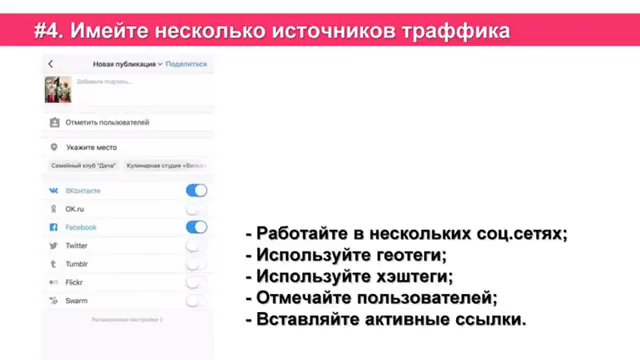 #4. Имейте несколько источников траффика
Новая публикация
Поделиться
Добавьте подпись...
Отметить пользователей
Укажите место
Семейный клуб "Дача"
Кулинарная студия «Вилка»
ВКонтакте
OK.ru
Facebook
Twitter
Tumblr
Flickr
Swarm
Расширенные настройки
- Работайте в нескольких соц.сетях;
- Используйте геотеги;
- Используйте хэштеги;
- Отмечайте пользователей;
- Вставляйте активные ссылки.